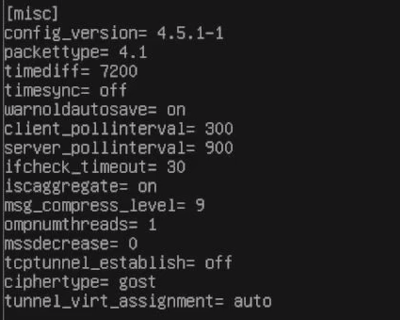 [misc]
config_version= 4.5.1-1
packettype= 4.1
timediff= 7200
timesync= off
warnoldautosave= on
client_pollinterval= 300
server_pollinterval= 900
ifcheck_timeout= 30
iscaggregate= on
msg_compress_level= 9
ompnumthreads= 1
mssdecrease= 0
tcptunnel_establish= off
ciphertype= gost
tunnel_virt_assignment= auto